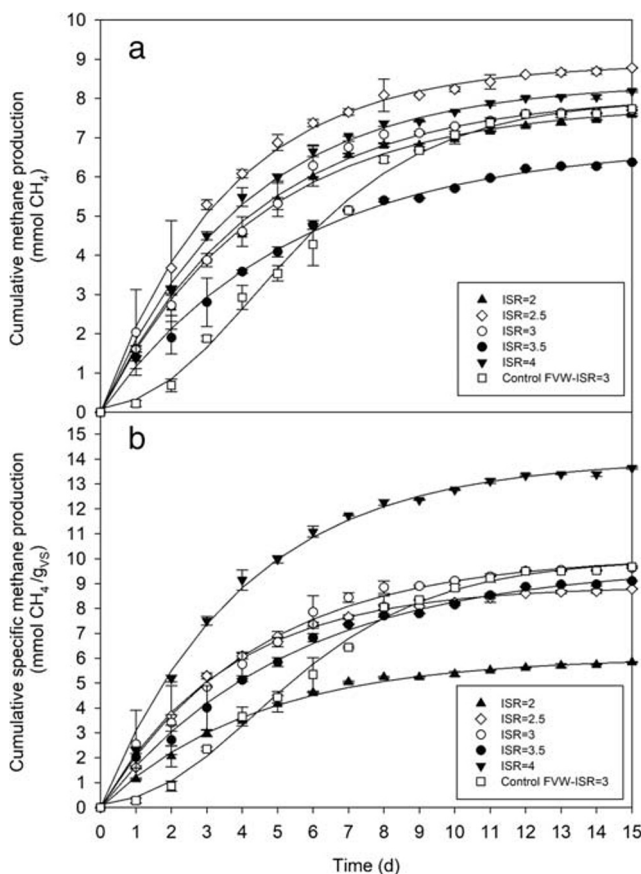 a
Cumulative methane production
(mmol CH4)
10
9
8
7
6
5
4
3
2
1
0
ISR=2
ISR=2.5
ISR=3
ISR=3.5
ISR=4
Control FVW-ISR=3
b
Cumulative specific methane production
(mmol CH4 /gVS)
15
14
13
12
11
10
9
8
7
6
5
4
3
2
1
0
ISR=2
ISR=2.5
ISR=3
ISR=3.5
ISR=4
Control FVW-ISR=3
0 1 2 3 4 5 6 7 8 9 10 11 12 13 14 15
Time (d)